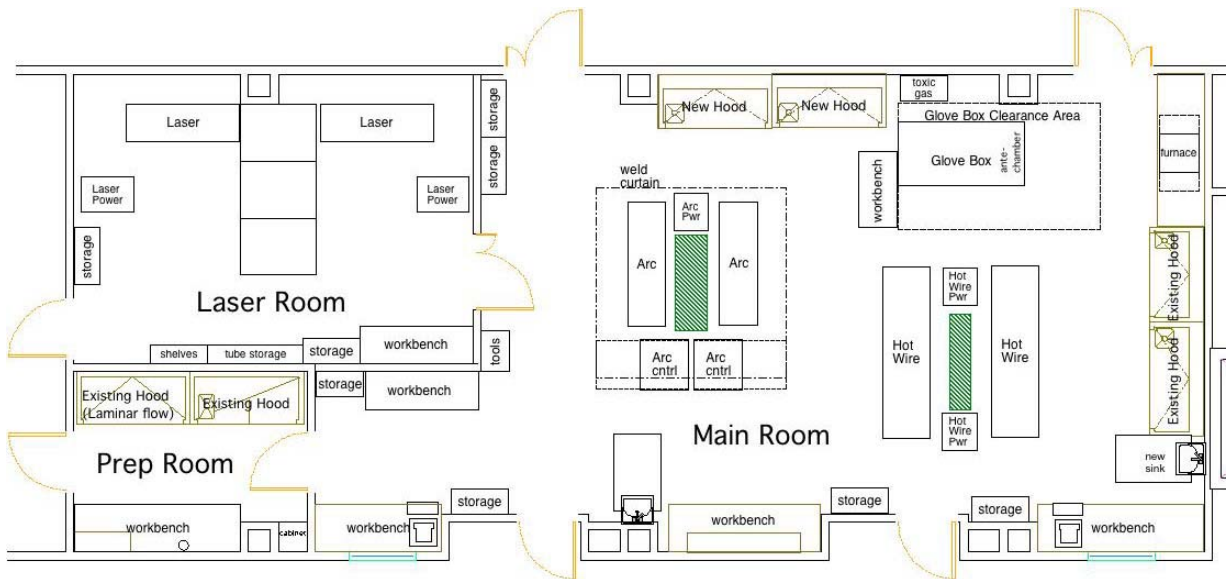 Laser
Laser
storage
storage
Laser
Power
Laser
Power
storage
Laser Room
shelves
tube storage
storage
workbench
tools
Existing Hood
(Laminar flow)
Existing Hood
storage
workbench
Prep Room
workbench
cabinet
workbench
storage
New Hood
New Hood
toxic
gas
Glove Box Clearance Area
Glove Box
ante-
chamber
workbench
furnace
weld
curtain
Arc
Pwr
Arc
Arc
Arc
cntrl
Arc
cntrl
Hot
Wire
Pwr
Hot
Wire
Hot
Wire
Hot
Wire
Pwr
Existing Hood
Existing Hood
Main Room
new
sink
workbench
storage
storage
workbench